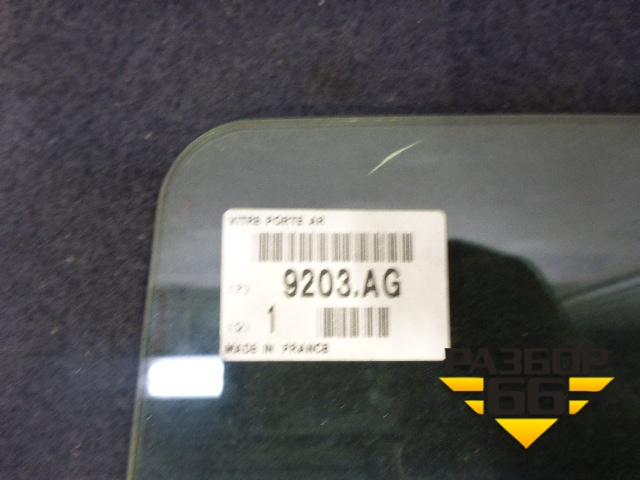 VITRE PORTE AR
(P) 9203.AG
(Q) 1
MADE IN FRANCE
РАЗБОР
66